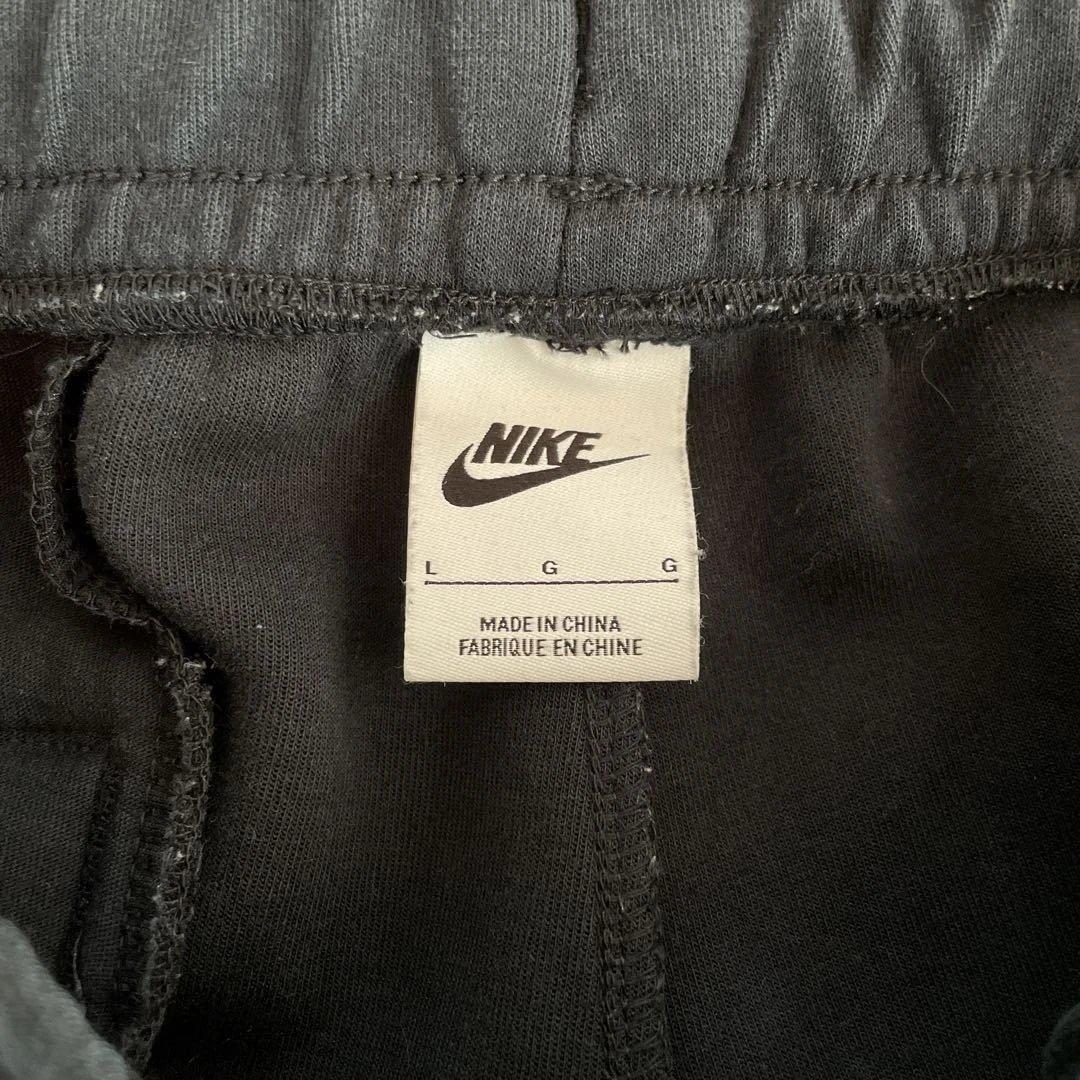 NIKE
L G G
MADE IN CHINA
FABRIQUE EN CHINE